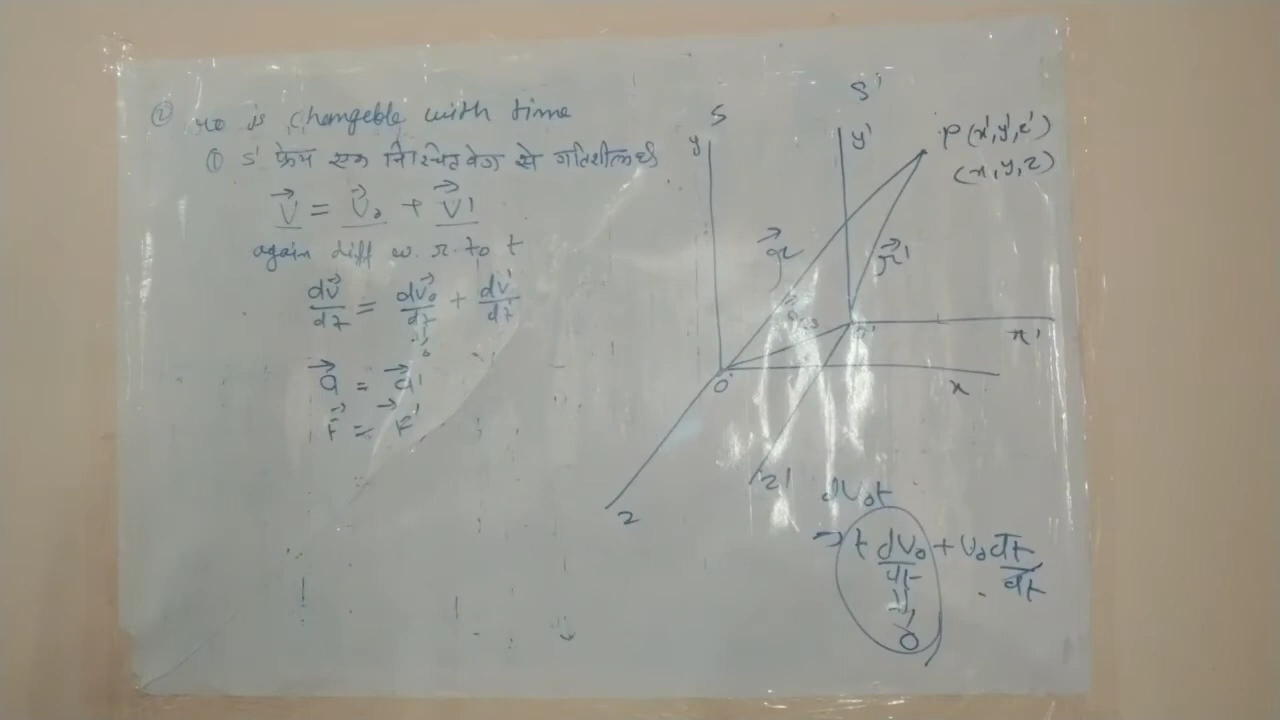 ② r0 is changeble with time
① S' फ्रेम एक निश्चित वेग से गतिशील है
V⃗ = V⃗₀ + V⃗'
again diff w. r. to t
dv⃗/dt = dv⃗₀/dt + dv'/dt
a⃗ = a⃗'
F⃗ = F⃗'
S
S'
y
y'
P(x', y', z')
(x, y, z)
r⃗
r⃗'
O
O'
x'
x
z
z'
dV₀t
⇒ t dV₀/dt + V₀ dt/dt
0